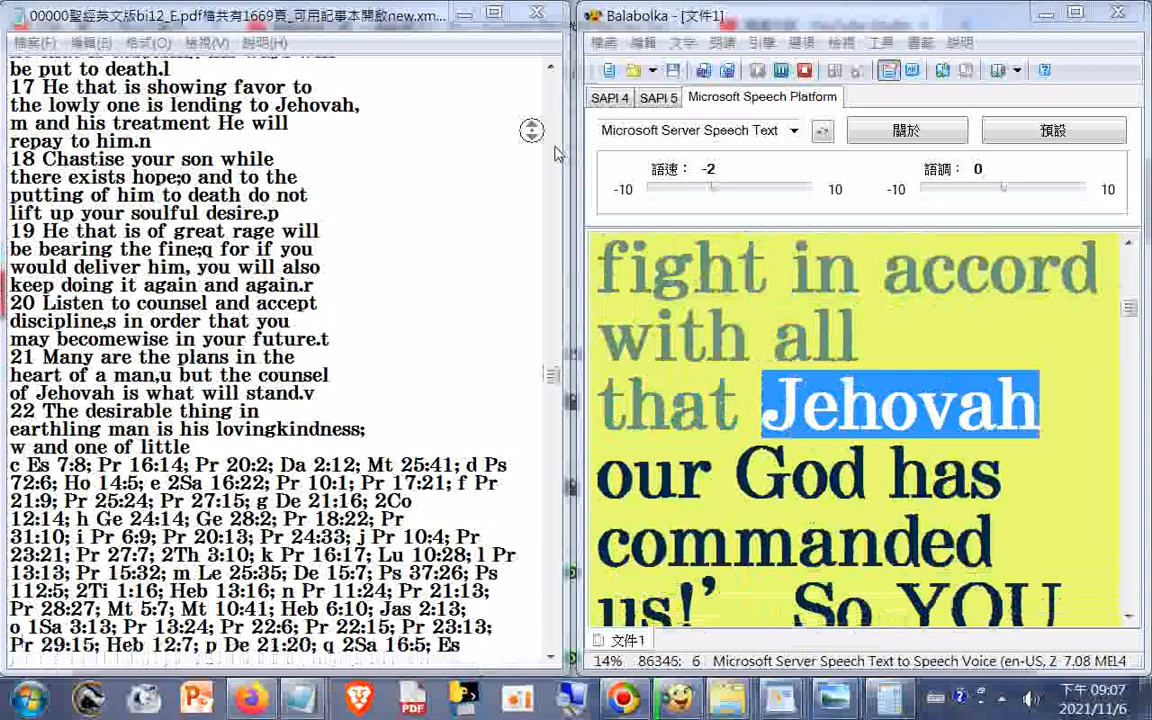 00000聖經英文版bi12_E.pdf檔共有1669頁_可用記事本開啟new.xm...
檔案(F) 編輯(E) 格式(O) 檢視(V) 說明(H)
be put to death.l
17 He that is showing favor to
the lowly one is lending to Jehovah,
m and his treatment He will
repay to him.n
18 Chastise your son while
there exists hope;o and to the
putting of him to death do not
lift up your soulful desire.p
19 He that is of great rage will
be bearing the fine;q for if you
would deliver him, you will also
keep doing it again and again.r
20 Listen to counsel and accept
discipline,s in order that you
may becomewise in your future.t
21 Many are the plans in the
heart of a man,u but the counsel
of Jehovah is what will stand.v
22 The desirable thing in
earthling man is his lovingkindness;
w and one of little
c Es 7:8; Pr 16:14; Pr 20:2; Da 2:12; Mt 25:41; d Ps
72:6; Ho 14:5; e 2Sa 16:22; Pr 10:1; Pr 17:21; f Pr
21:9; Pr 25:24; Pr 27:15; g De 21:16; 2Co
12:14; h Ge 24:14; Ge 28:2; Pr 18:22; Pr
31:10; i Pr 6:9; Pr 20:13; Pr 24:33; j Pr 10:4; Pr
23:21; Pr 27:7; 2Th 3:10; k Pr 16:17; Lu 10:28; l Pr
13:13; Pr 15:32; m Le 25:35; De 15:7; Ps 37:26; Ps
112:5; 2Ti 1:16; Heb 13:16; n Pr 11:24; Pr 21:13;
Pr 28:27; Mt 5:7; Mt 10:41; Heb 6:10; Jas 2:13;
o 1Sa 3:13; Pr 13:24; Pr 22:6; Pr 22:15; Pr 23:13;
Pr 29:15; Heb 12:7; p De 21:20; q 2Sa 16:5; Es
Balabolka - [文件1]
檔案 編輯 文字 朗讀 引擎 選項 檢視 工具 書籤 說明
SAPI 4 SAPI 5 Microsoft Speech Platform
Microsoft Server Speech Text 關於 預設
語速： -2 語調： 0
-10 10 -10 10
fight in accord
with all
that Jehovah
our God has
commanded
us!’ So YOU
文件1
14% 86345: 6 Microsoft Server Speech Text to Speech Voice (en-US, Z 7.08 MEL4
PDF
下午 09:07
2021/11/6